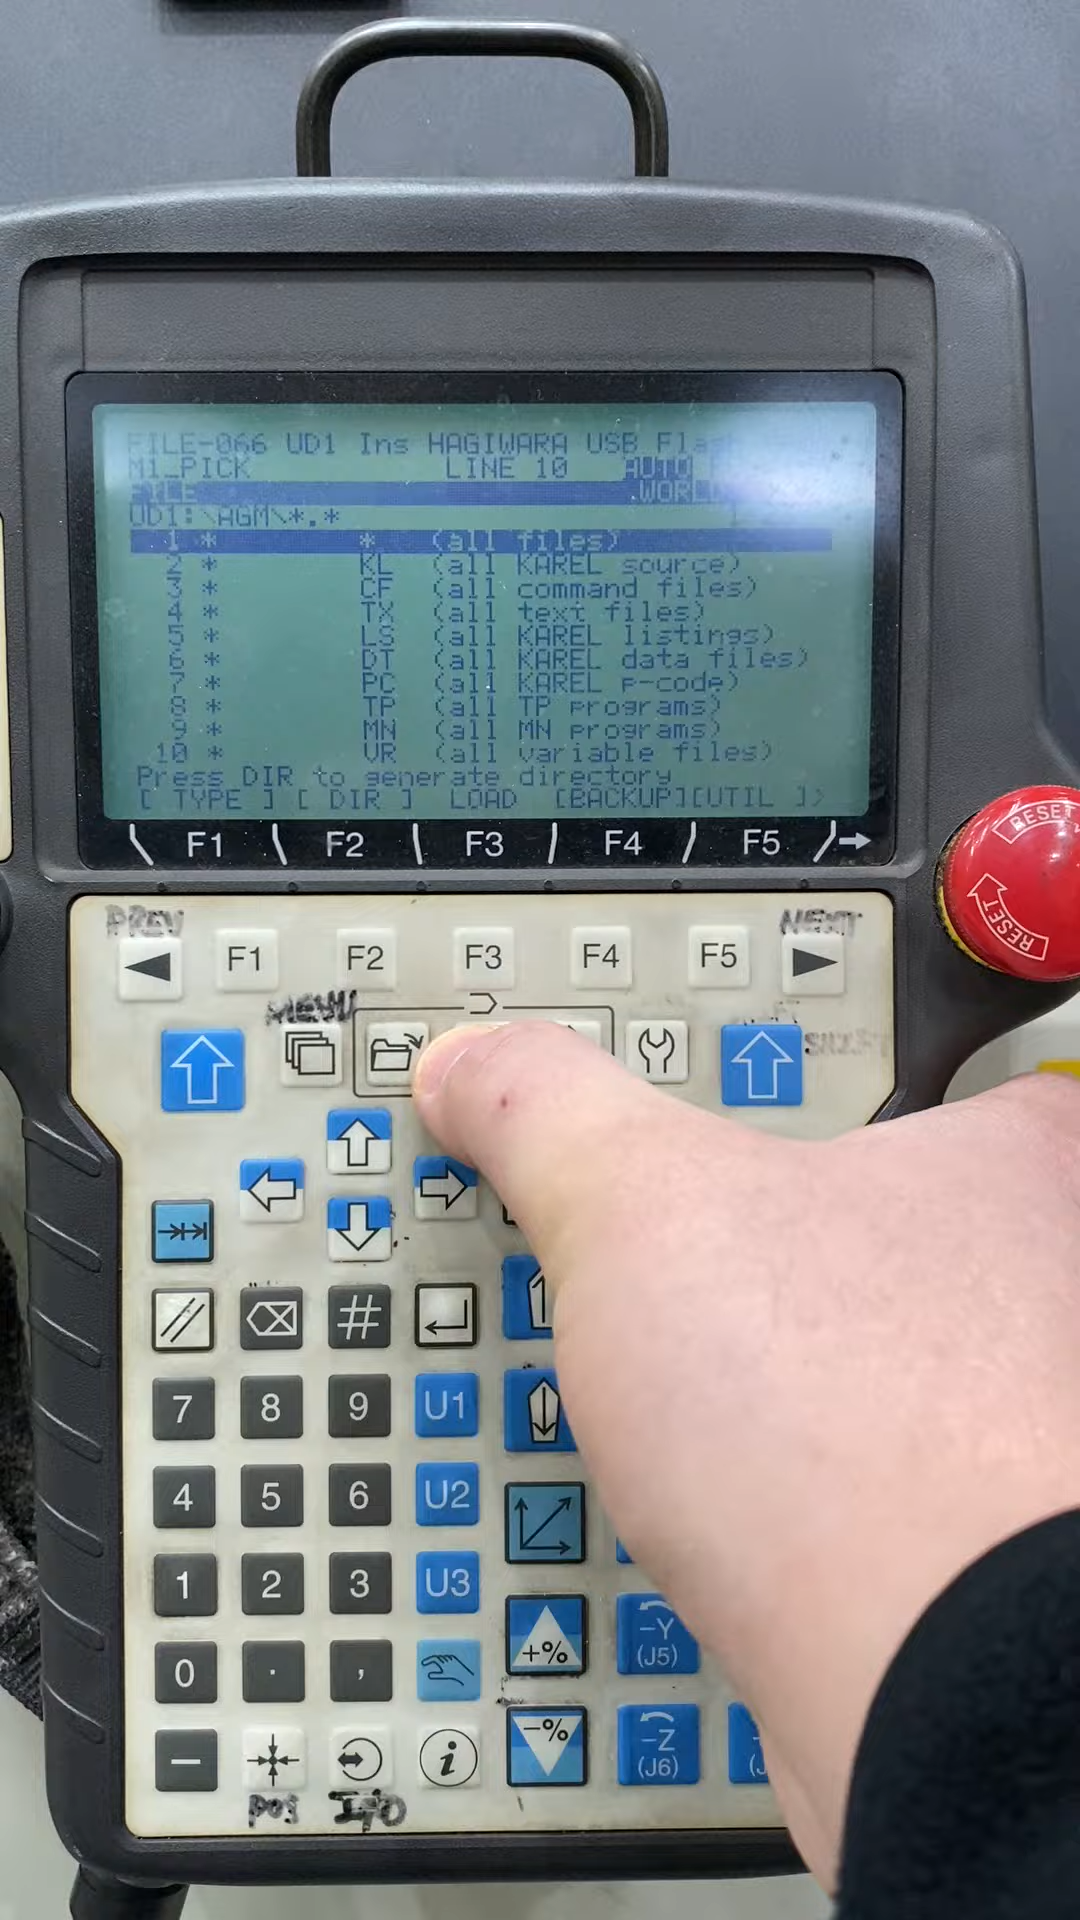 FILE-066 UD1 Ins HAGIWARA USB Fla
M1_PICK LINE 10 AUTO
FILE WORL
UD1:\AGM\*.*
1 * * (all files)
2 * KL (all KAREL source)
3 * CF (all command files)
4 * TX (all text files)
5 * LS (all KAREL listings)
6 * DT (all KAREL data files)
7 * PC (all KAREL p-code)
8 * TP (all TP programs)
9 * MN (all MN programs)
10 * VR (all variable files)
Press DIR to generate directory
[ TYPE ] [ DIR ] LOAD [BACKUP][UTIL ]>
F1 F2 F3 F4 F5
RESET
RESET
PREV NEXT
F1 F2 F3 F4 F5
MENU
#
7 8 9 U1
4 5 6 U2
1 2 3 U3
0 . , +%
-Y
(J5)
- i -%
-Z
(J6)
(J
POS I/O